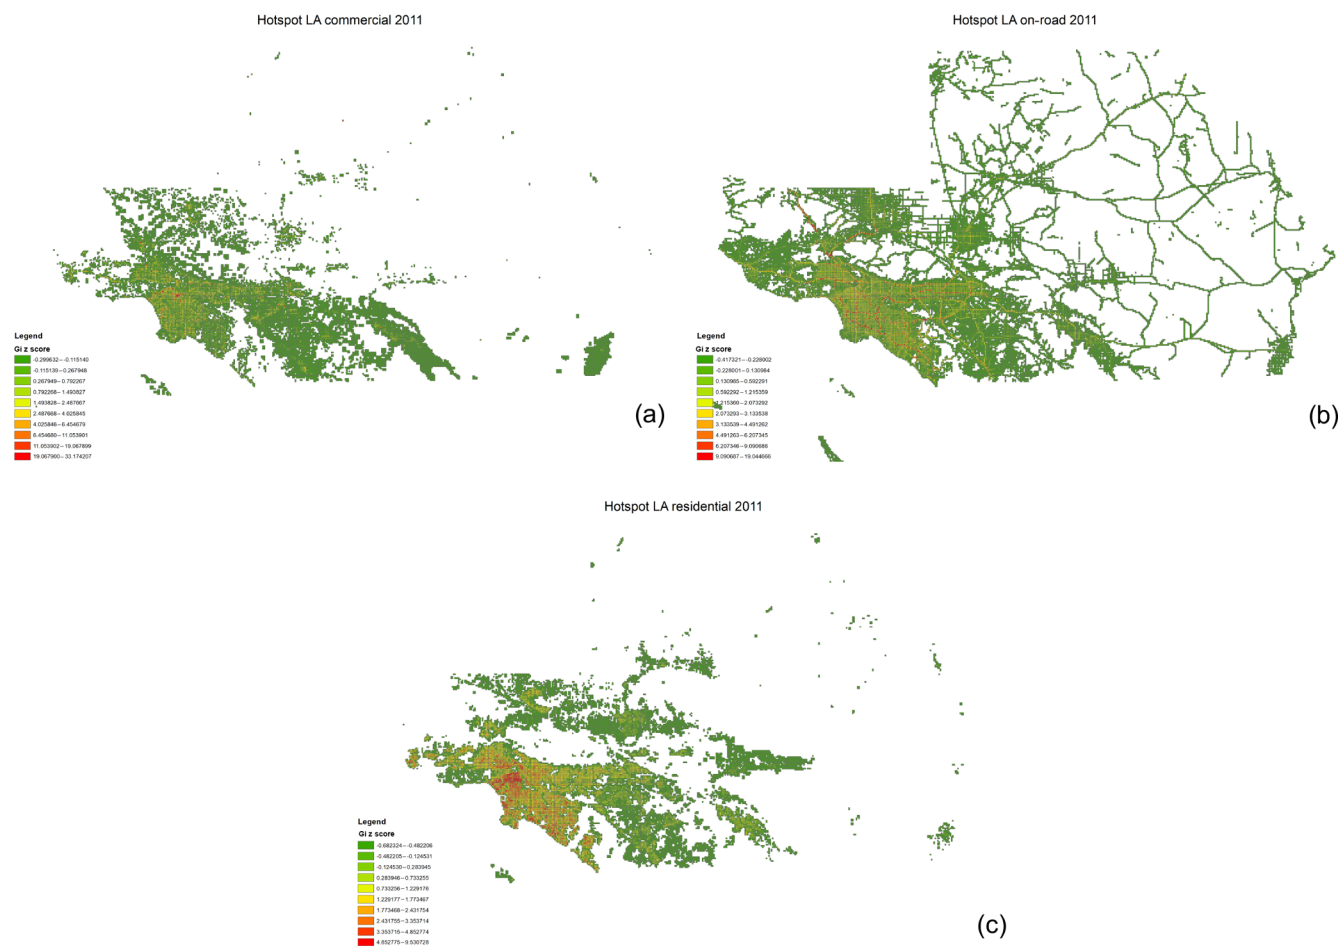 Hotspot LA commercial 2011
Legend
Gi z score
-0.299632 – -0.115140
-0.115139 – 0.267948
0.267949 – 0.792267
0.792268 – 1.493827
1.493828 – 2.487667
2.487668 – 4.025845
4.025846 – 6.454679
6.454680 – 11.053901
11.053902 – 19.067899
19.067900 – 33.174207
(a)
Hotspot LA on-road 2011
Legend
Gi z score
-0.417321 – -0.228002
-0.228001 – 0.130984
0.130985 – 0.592291
0.592292 – 1.215359
1.215360 – 2.073292
2.073293 – 3.133538
3.133539 – 4.491262
4.491263 – 6.207345
6.207346 – 9.090686
9.090687 – 19.044666
(b)
Hotspot LA residential 2011
Legend
Gi z score
-0.682324 – -0.482206
-0.482205 – -0.124531
-0.124530 – 0.283945
0.283946 – 0.733255
0.733256 – 1.229176
1.229177 – 1.773467
1.773468 – 2.431754
2.431755 – 3.353714
3.353715 – 4.852774
4.852775 – 9.530728
(c)